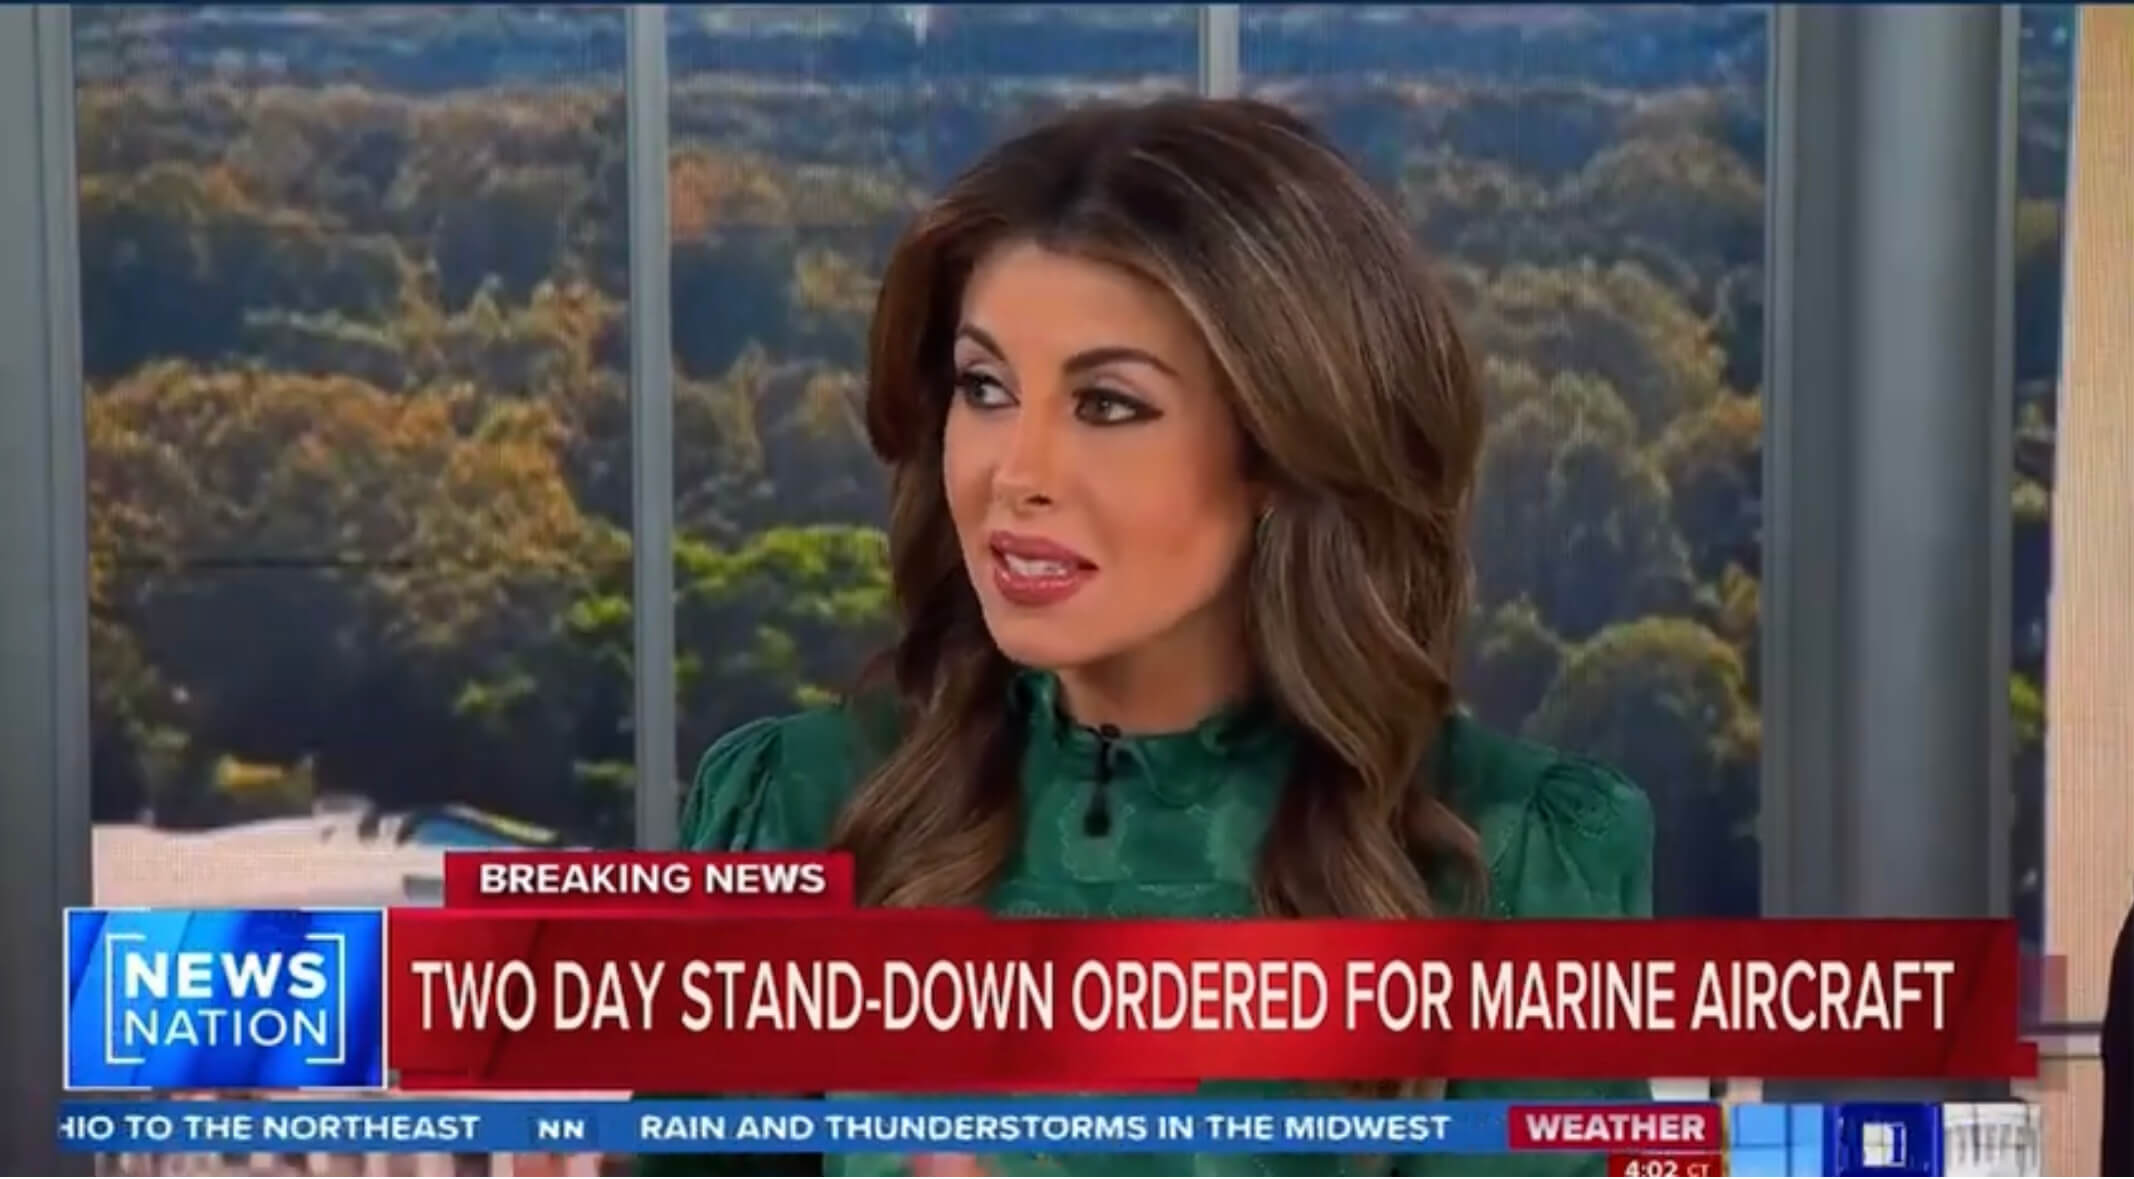 BREAKING NEWS
NEWS
NATION
TWO DAY STAND-DOWN ORDERED FOR MARINE AIRCRAFT
HIO TO THE NORTHEAST NN RAIN AND THUNDERSTORMS IN THE MIDWEST WEATHER
4:02 CT